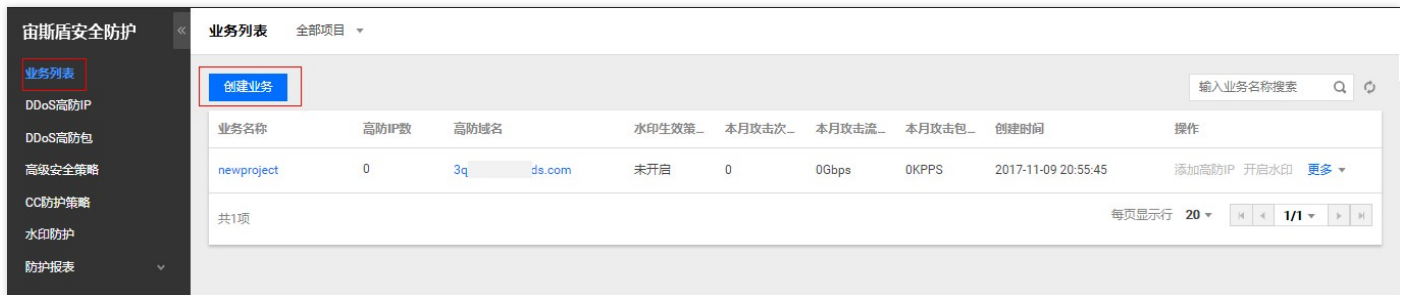 宙斯盾安全防护
业务列表 全部项目
业务列表
DDoS高防IP
DDoS高防包
高级安全策略
CC防护策略
水印防护
防护报表
创建业务 输入业务名称搜索
业务名称 高防IP数 高防域名 水印生效策... 本月攻击次... 本月攻击流... 本月攻击包... 创建时间 操作
newproject 0 3q ds.com 未开启 0 0Gbps 0KPPS 2017-11-09 20:55:45 添加高防IP 开启水印 更多
共1项 每页显示行 20 1/1